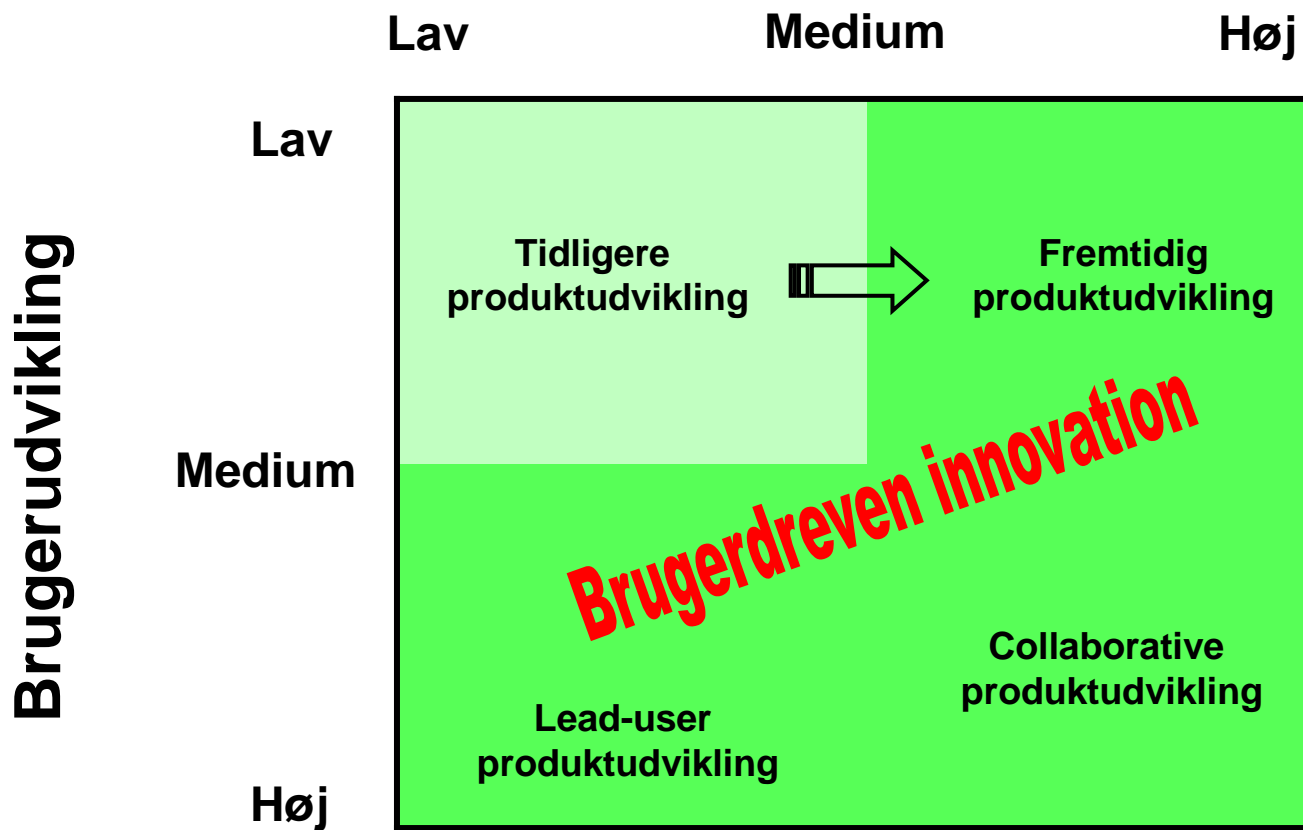 Lav Medium Høj
Lav
Tidligere
produktudvikling
Fremtidig
produktudvikling
Brugerudvikling
Medium
Brugerdreven innovation
Collaborative
produktudvikling
Lead-user
produktudvikling
Høj